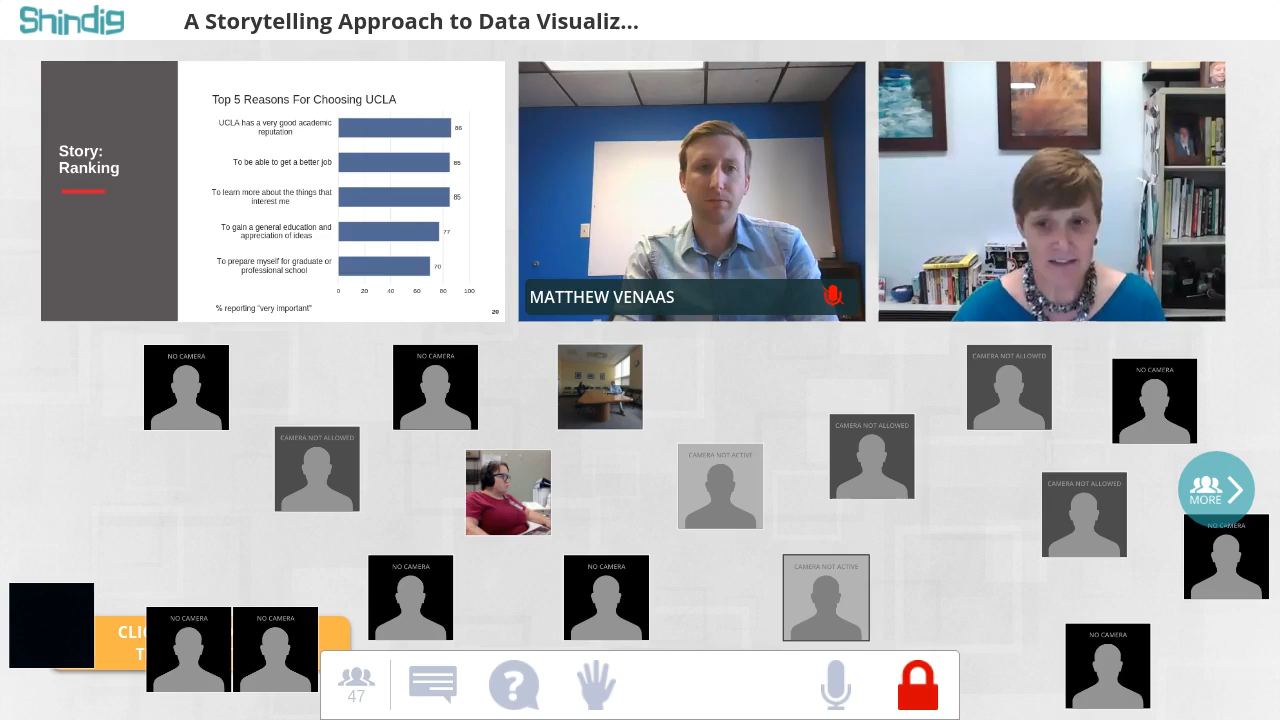 Shindig
A Storytelling Approach to Data Visualiz...
Story:
Ranking
Top 5 Reasons For Choosing UCLA
UCLA has a very good academic
reputation
86
To be able to get a better job
85
To learn more about the things that
interest me
85
To gain a general education and
appreciation of ideas
77
To prepare myself for graduate or
professional school
70
0 20 40 60 80 100
% reporting "very important"
20
MATTHEW VENAAS
NO CAMERA
NO CAMERA
CAMERA NOT ALLOWED
NO CAMERA
CAMERA NOT ALLOWED
CAMERA NOT ACTIVE
CAMERA NOT ALLOWED
CAMERA NOT ALLOWED
MORE
NO CAMERA
NO CAMERA
NO CAMERA
CAMERA NOT ACTIVE
NO CAMERA
NO CAMERA
NO CAMERA
47